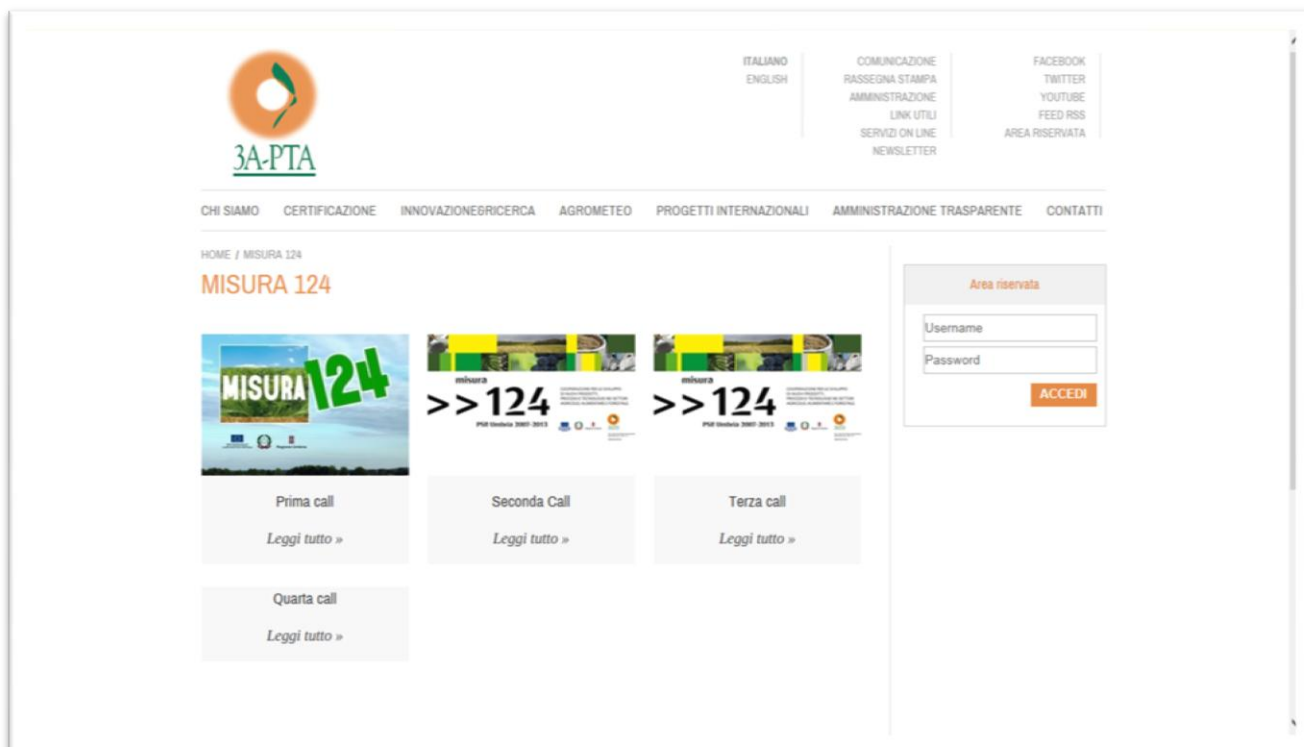 3A-PTA
ITALIANO
ENGLISH
COMUNICAZIONE
RASSEGNA STAMPA
AMMINISTRAZIONE
LINK UTILI
SERVIZI ON LINE
NEWSLETTER
FACEBOOK
TWITTER
YOUTUBE
FEED RSS
AREA RISERVATA
CHI SIAMO CERTIFICAZIONE INNOVAZIONE&RICERCA AGROMETEO PROGETTI INTERNAZIONALI AMMINISTRAZIONE TRASPARENTE CONTATTI
HOME / MISURA 124
MISURA 124
MISURA 124
Prima call
Leggi tutto »
misura
>>124
PSR Umbria 2007-2013
Seconda Call
Leggi tutto »
misura
>>124
PSR Umbria 2007-2013
Terza call
Leggi tutto »
Quarta call
Leggi tutto »
Area riservata
Username
Password
ACCEDI